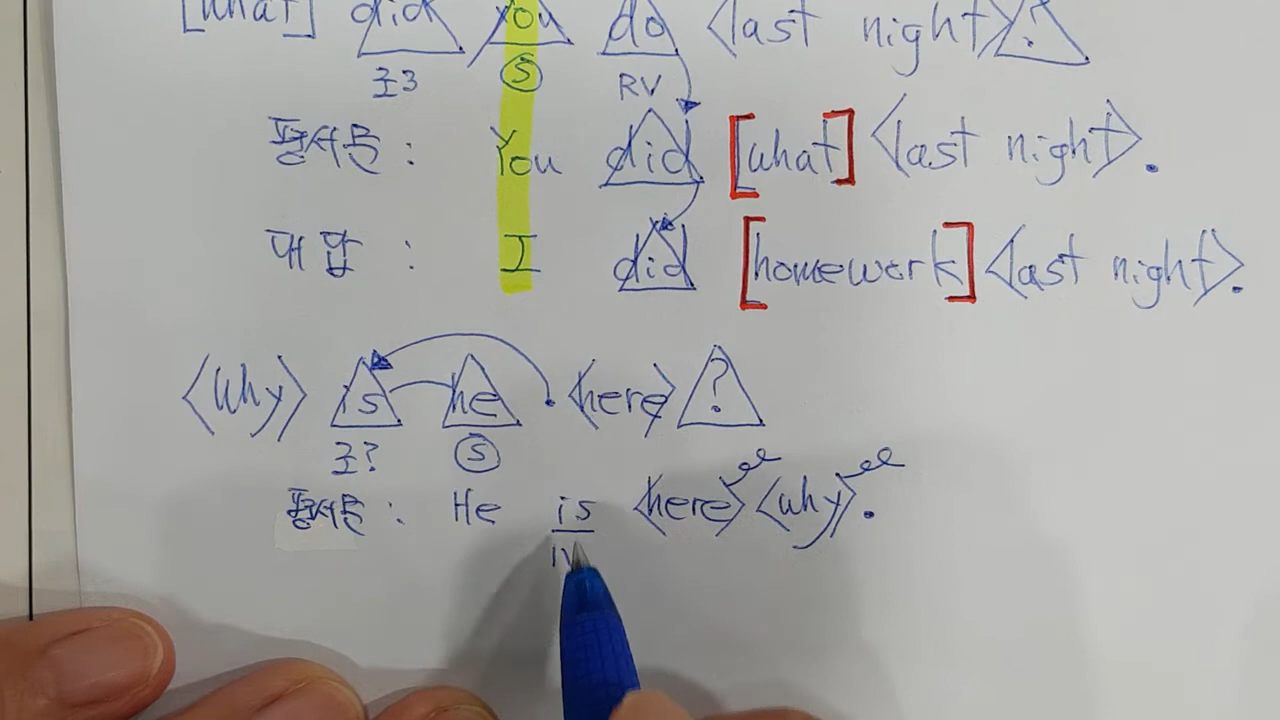 [what] did you do <last night>?
조3 S RV
평서문 : You did [what] <last night>.
대답 : I did [homework] <last night>.
<why> is he . <here>?
조? S
평서문 : He is <here> <why>.